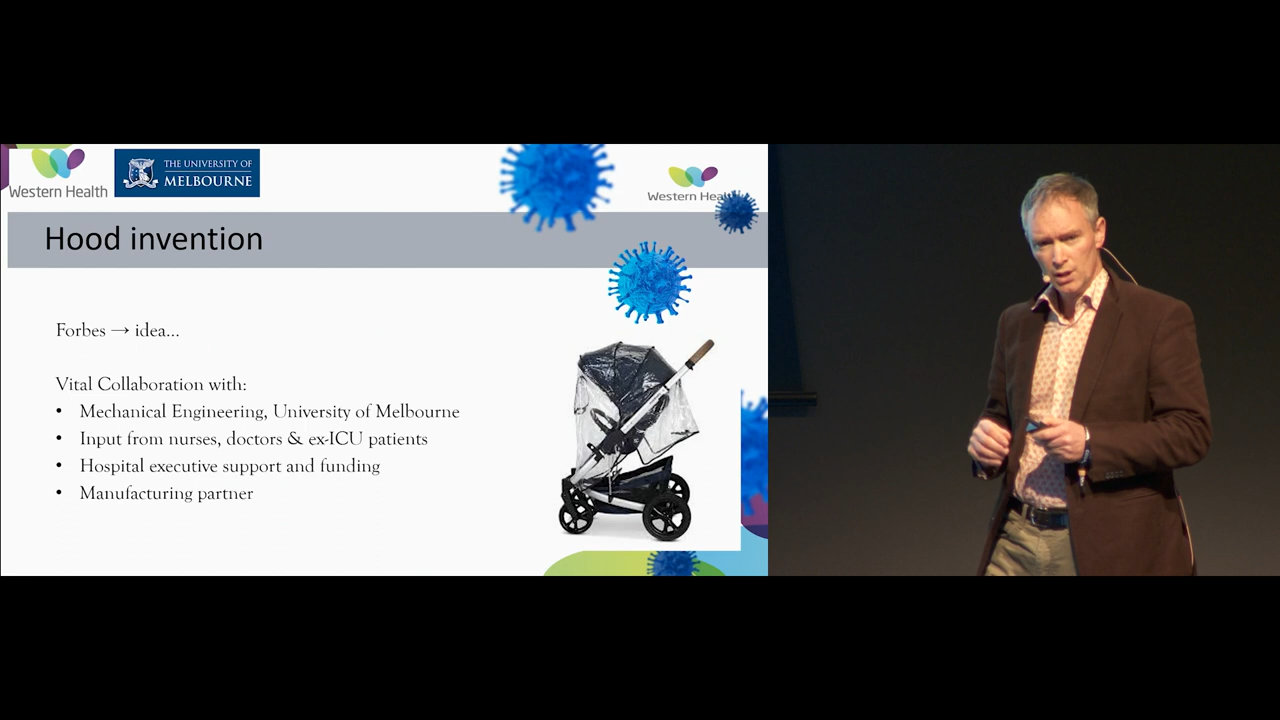 Western Health
THE UNIVERSITY OF
MELBOURNE
Western Health
Hood invention
Forbes → idea...
Vital Collaboration with:
• Mechanical Engineering, University of Melbourne
• Input from nurses, doctors & ex-ICU patients
• Hospital executive support and funding
• Manufacturing partner